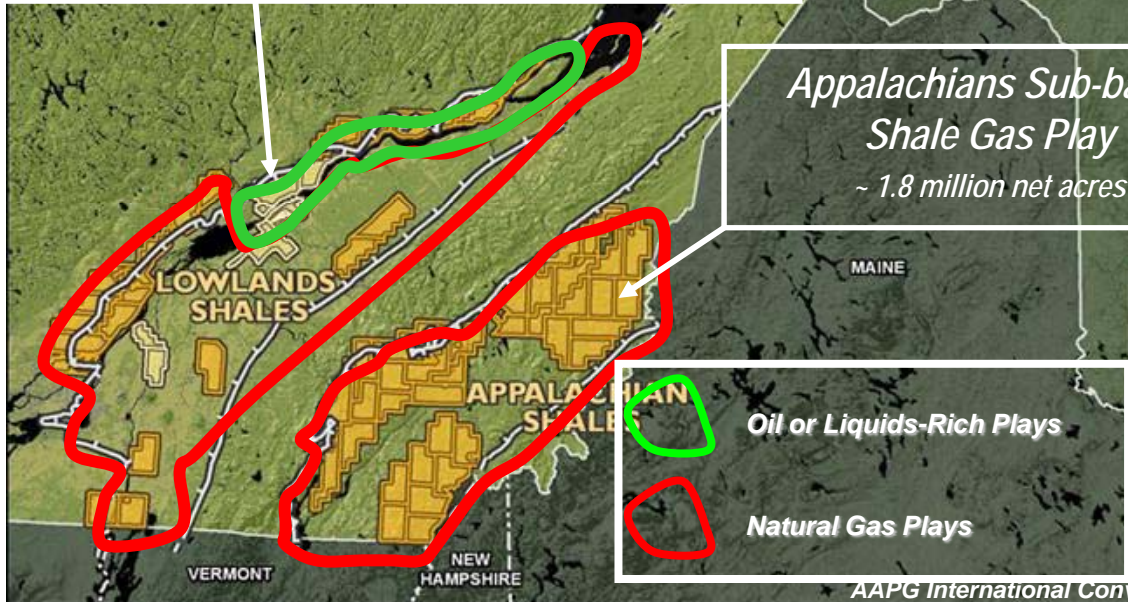 Appalachians Sub-ba
Shale Gas Play
~ 1.8 million net acres
MAINE
LOWLANDS
SHALES
APPALACHIAN
SHALES
Oil or Liquids-Rich Plays
Natural Gas Plays
VERMONT
NEW
HAMPSHIRE
AAPG International Conv